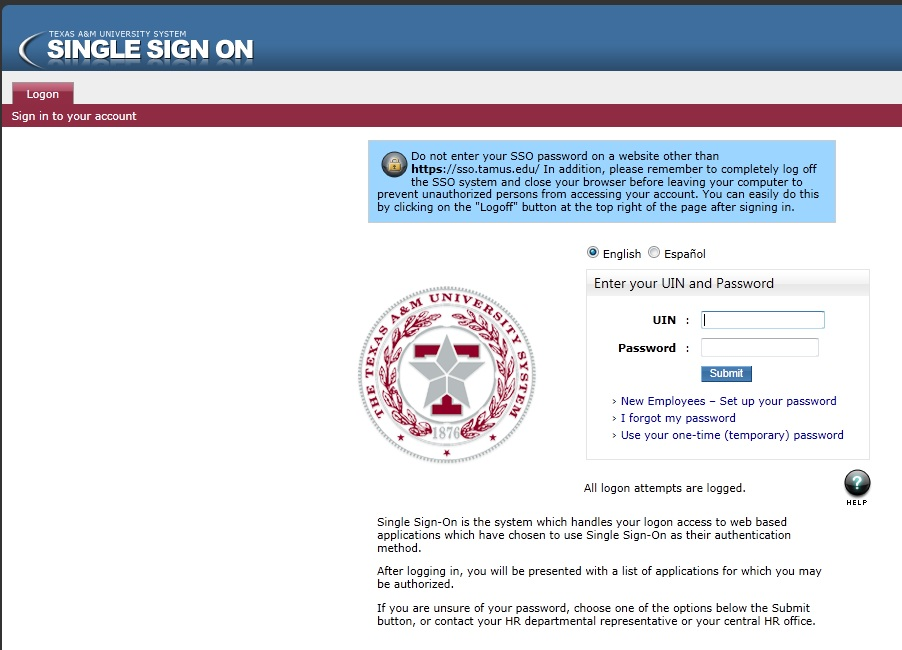 TEXAS A&M UNIVERSITY SYSTEM
SINGLE SIGN ON
Logon
Sign in to your account
Do not enter your SSO password on a website other than
https://sso.tamus.edu/ In addition, please remember to completely log off
the SSO system and close your browser before leaving your computer to
prevent unauthorized persons from accessing your account. You can easily do this
by clicking on the "Logoff" button at the top right of the page after signing in.
English Español
Enter your UIN and Password
UIN :
Password :
Submit
› New Employees – Set up your password
› I forgot my password
› Use your one-time (temporary) password
THE TEXAS A&M UNIVERSITY SYSTEM
T
1876
All logon attempts are logged.
?
HELP
Single Sign-On is the system which handles your logon access to web based
applications which have chosen to use Single Sign-On as their authentication
method.
After logging in, you will be presented with a list of applications for which you may
be authorized.
If you are unsure of your password, choose one of the options below the Submit
button, or contact your HR departmental representative or your central HR office.